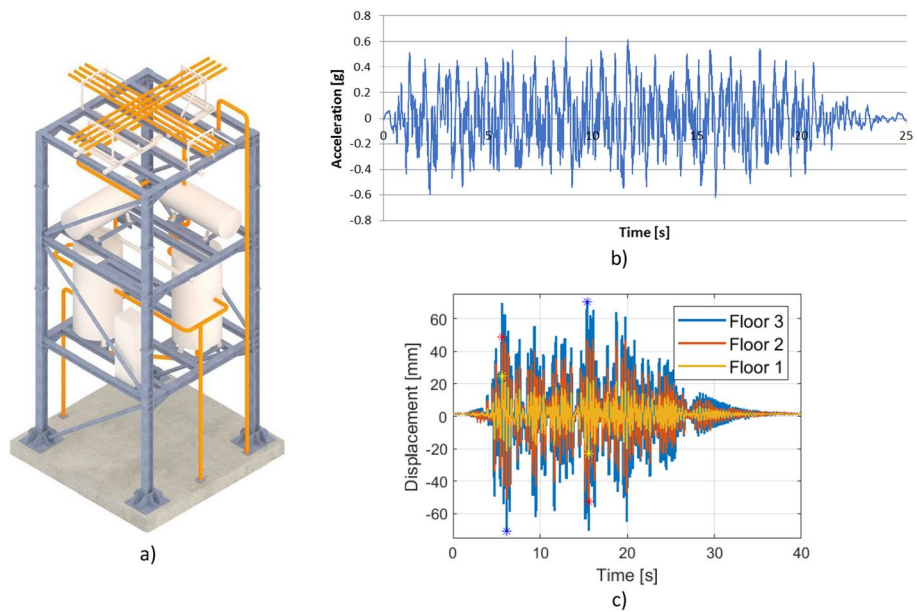 a)
0.8
0.6
0.4
0.2
0
-0.2
-0.4
-0.6
-0.8
Acceleration [g]
0 5 10 15 20 25
Time [s]
b)
60
40
20
0
-20
-40
-60
Displacement [mm]
Floor 3
Floor 2
Floor 1
0 10 20 30 40
Time [s]
c)